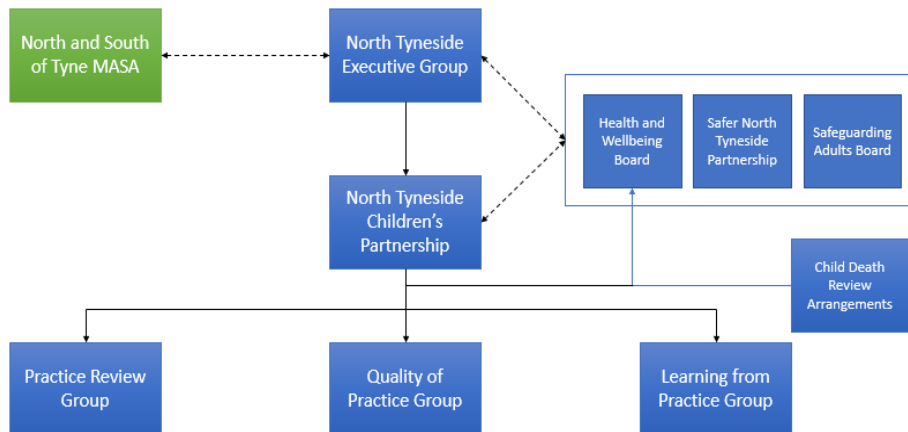 North and South
of Tyne MASA
North Tyneside
Executive Group
Health and
Wellbeing
Board
Safer North
Tyneside
Partnership
Safeguarding
Adults Board
North Tyneside
Children’s
Partnership
Child Death
Review
Arrangements
Practice Review
Group
Quality of
Practice Group
Learning from
Practice Group